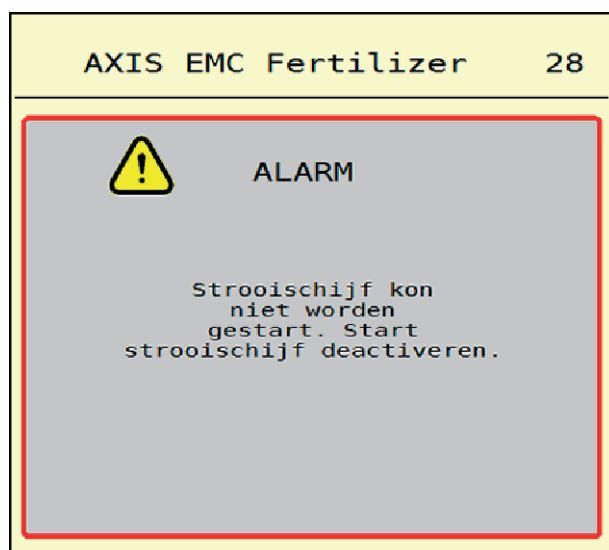 AXIS EMC Fertilizer 28
ALARM
Strooischijf kon
niet worden
gestart. Start
strooischijf deactiveren.